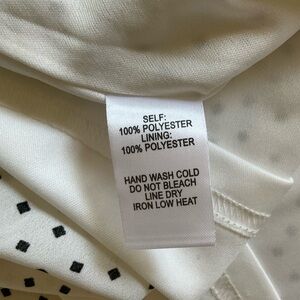 SELF:
100% POLYESTER
LINING:
100% POLYESTER
HAND WASH COLD
DO NOT BLEACH
LINE DRY
IRON LOW HEAT